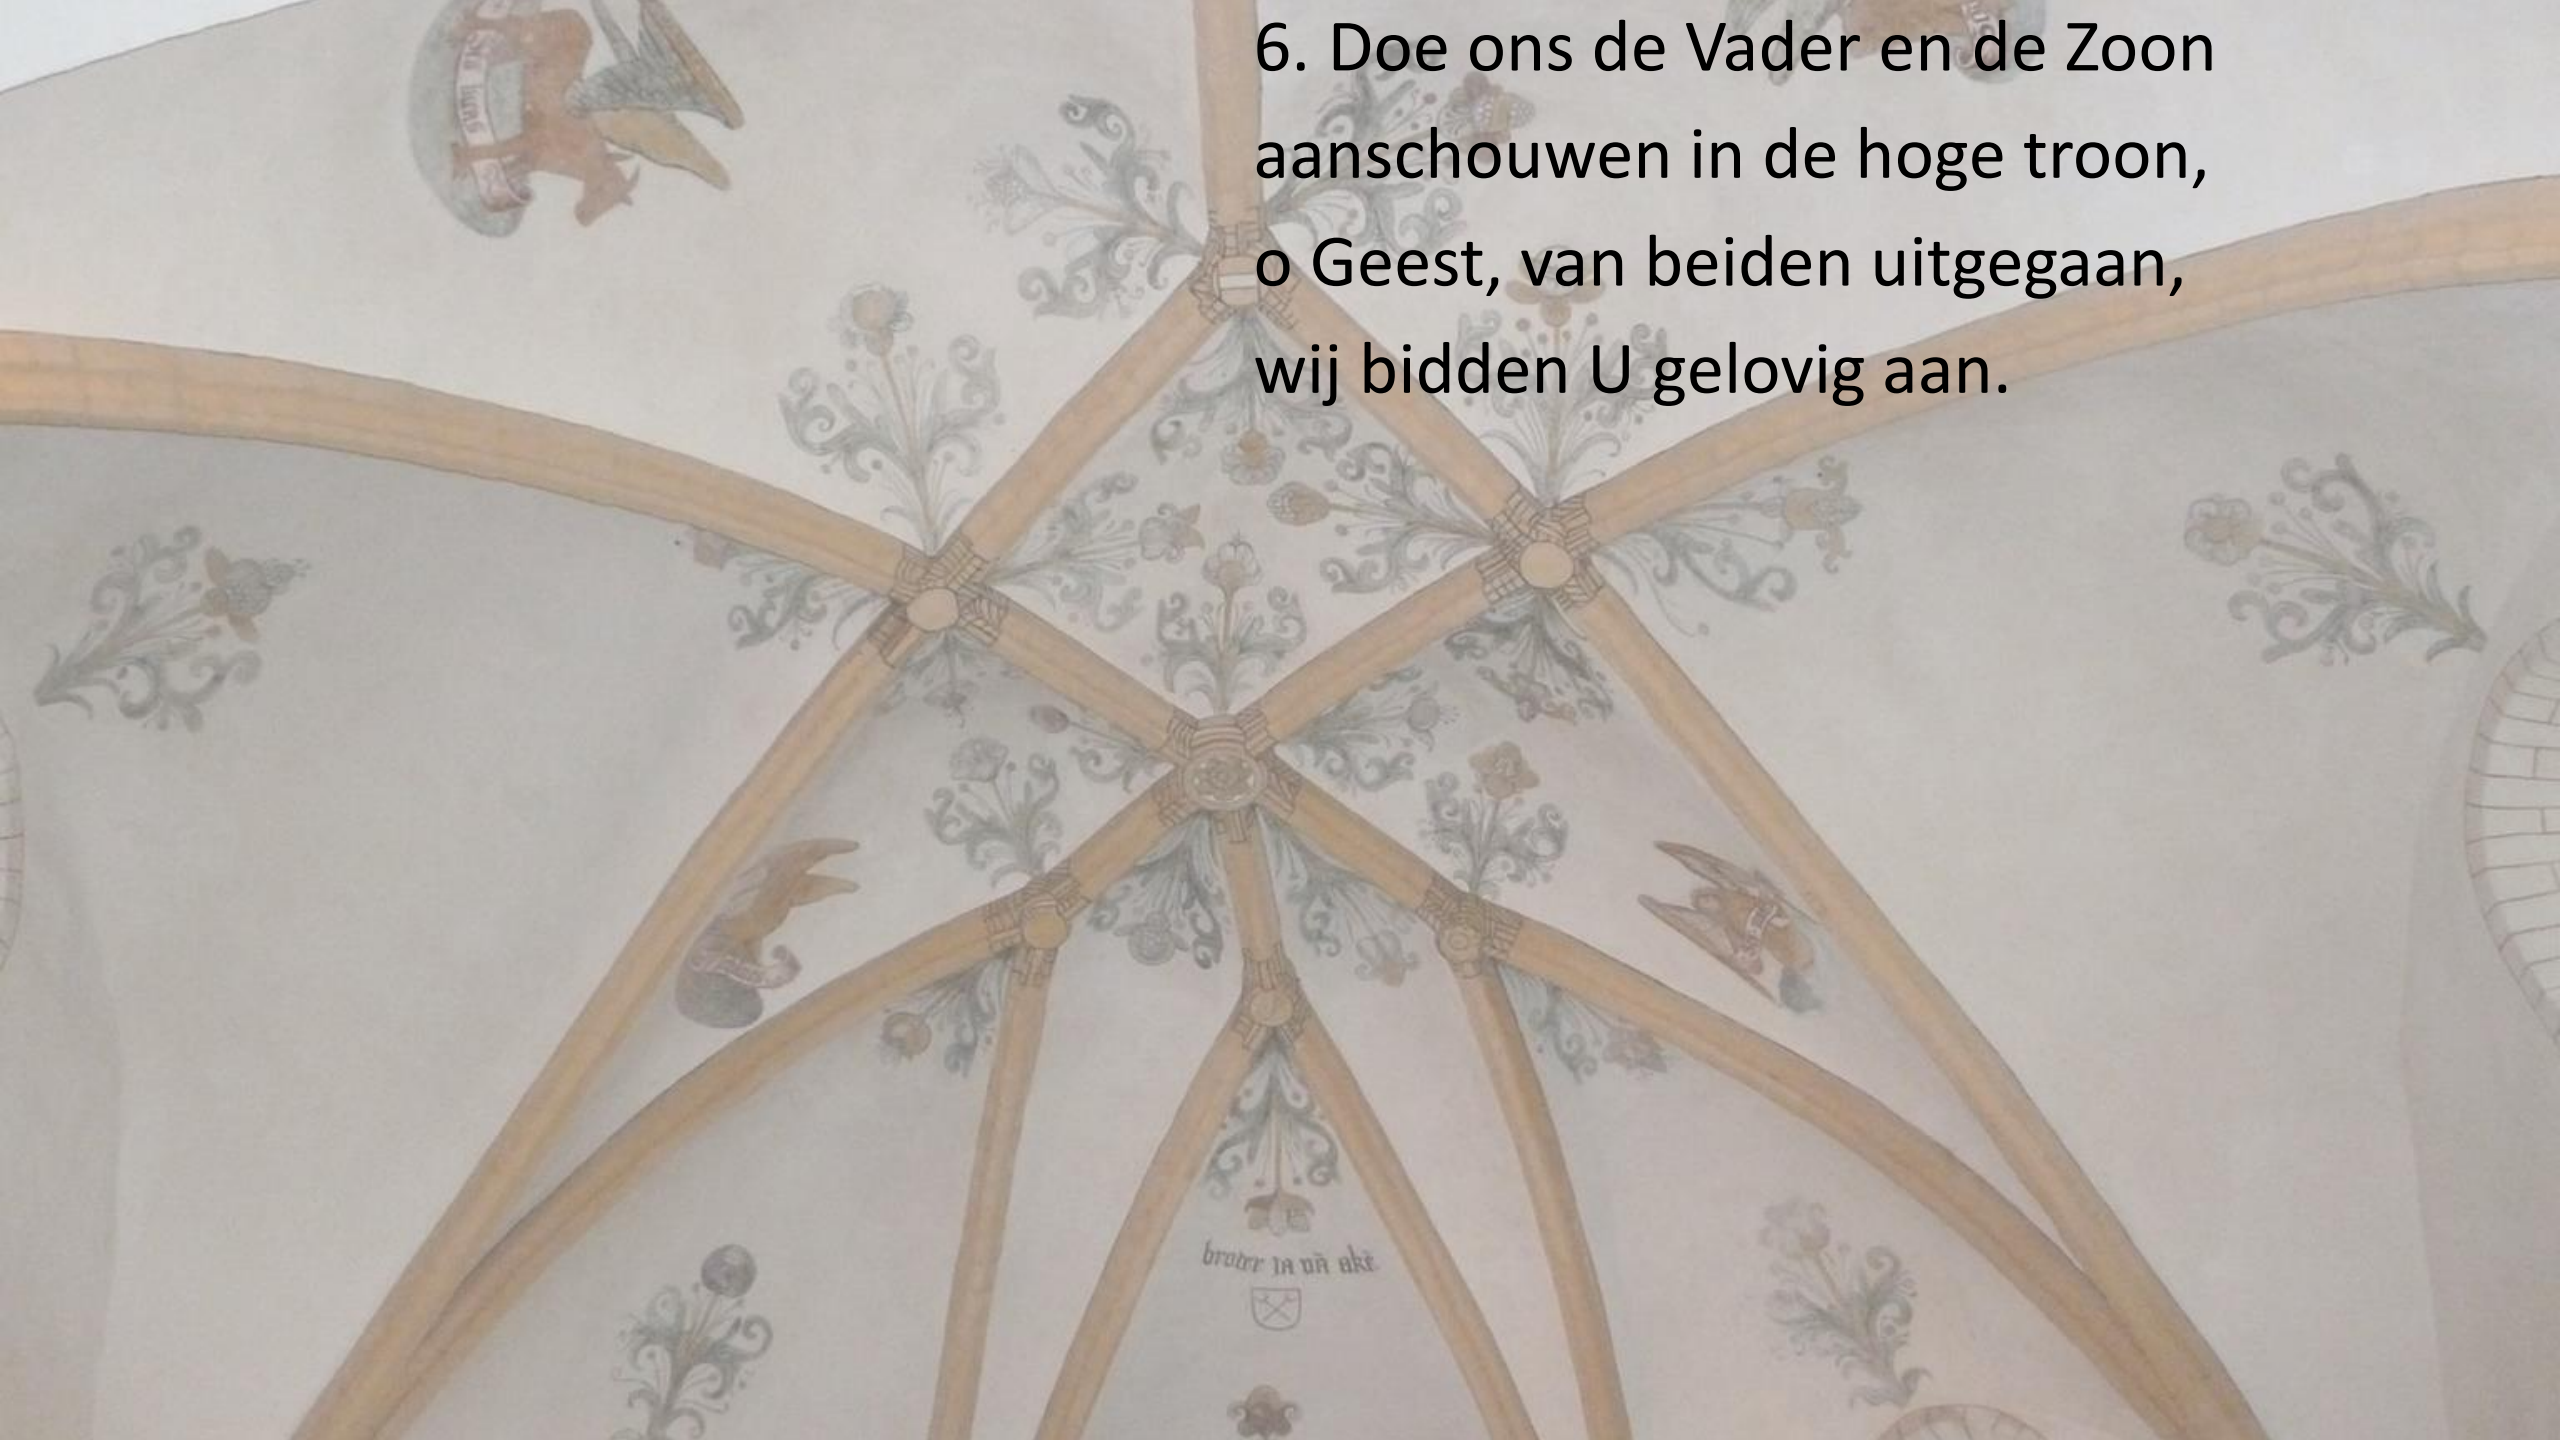 6. Doe ons de Vader en de Zoon
aanschouwen in de hoge troon,
o Geest, van beiden uitgegaan,
wij bidden U gelovig aan.
broder